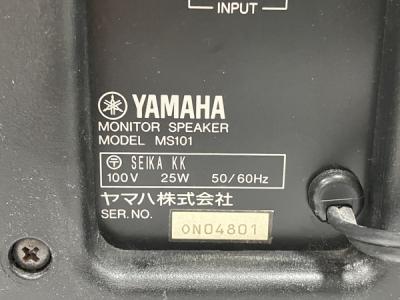 INPUT
YAMAHA
MONITOR SPEAKER
MODEL MS101
〒 SEIKA KK
100V 25W 50/60Hz
ヤマハ株式会社
SER.NO. ON04801